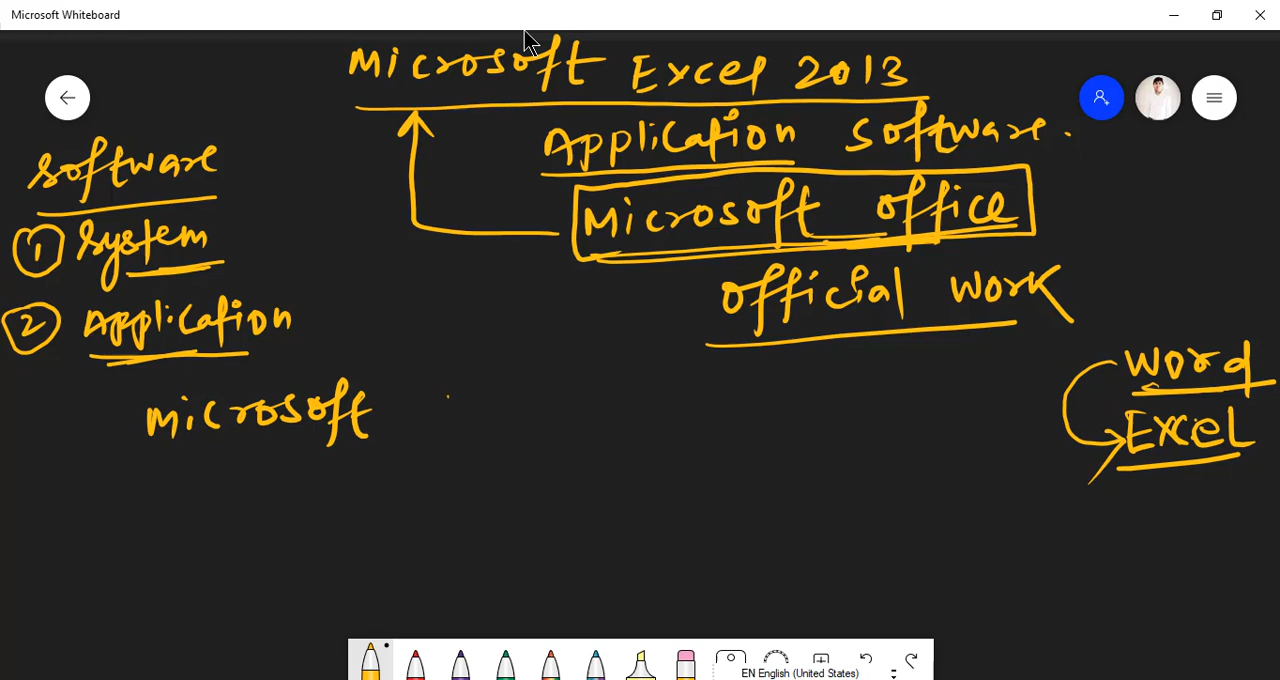 Microsoft Whiteboard
Microsoft Excel 2013
Application Software.
Software
Microsoft office
① System
official work
② Application
word
Excel
Microsoft
EN English (United States)